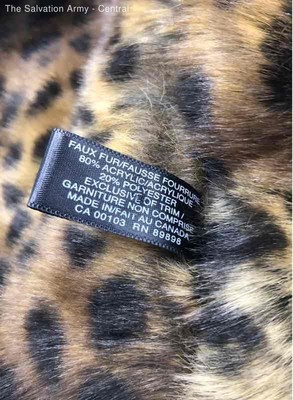 The Salvation Army - Central
FAUX FUR/FAUSSE FOURRURE
80% ACRYLIC/ACRYLIQUE
20% POLYESTER
EXCLUSIVE OF TRIM /
GARNITURE NON COMPRISE
MADE IN/FAIT AU CANADA
CA 00103 RN 89898